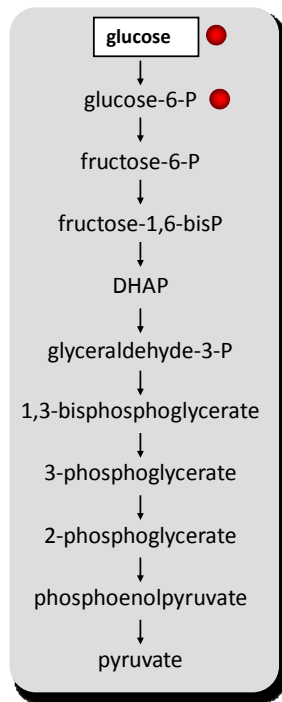 glucose
glucose-6-P
fructose-6-P
fructose-1,6-bisP
DHAP
glyceraldehyde-3-P
1,3-bisphosphoglycerate
3-phosphoglycerate
2-phosphoglycerate
phosphoenolpyruvate
pyruvate